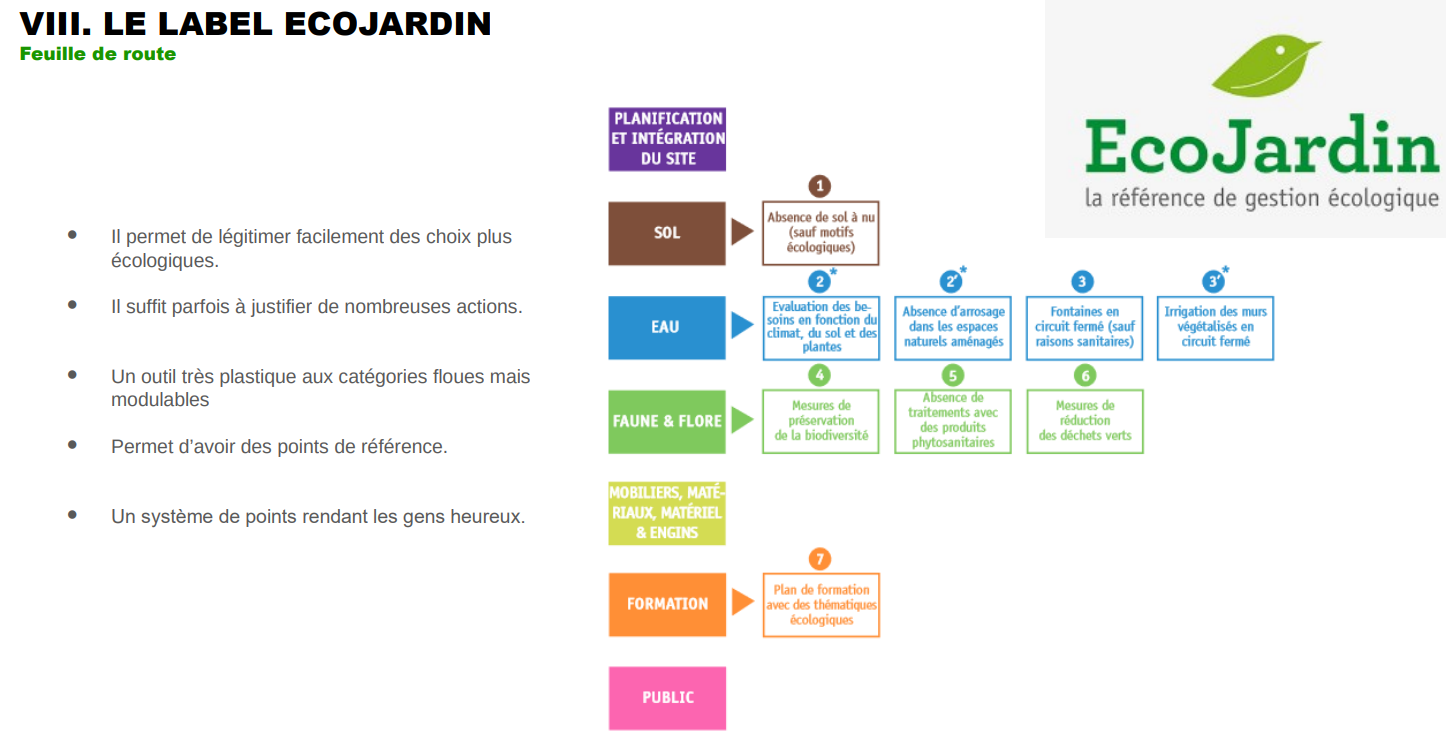 VIII. LE LABEL ECOJARDIN
Feuille de route
EcoJardin
la référence de gestion écologique
• Il permet de légitimer facilement des choix plus
écologiques.
• Il suffit parfois à justifier de nombreuses actions.
• Un outil très plastique aux catégories floues mais
modulables
• Permet d’avoir des points de référence.
• Un système de points rendant les gens heureux.
PLANIFICATION
ET INTÉGRATION
DU SITE
SOL
1
Absence de sol à nu
(sauf motifs
écologiques)
EAU
2*
Evaluation des be-
soins en fonction du
climat, du sol et des
plantes
2’*
Absence d’arrosage
dans les espaces
naturels aménagés
3
Fontaines en
circuit fermé (sauf
raisons sanitaires)
3’*
Irrigation des murs
végétalisés en
circuit fermé
FAUNE & FLORE
4
Mesures de
préservation
de la biodiversité
5
Absence de
traitements avec
des produits
phytosanitaires
6
Mesures de
réduction
des déchets verts
MOBILIERS, MATÉ-
RIAUX, MATÉRIEL
& ENGINS
FORMATION
7
Plan de formation
avec des thématiques
écologiques
PUBLIC